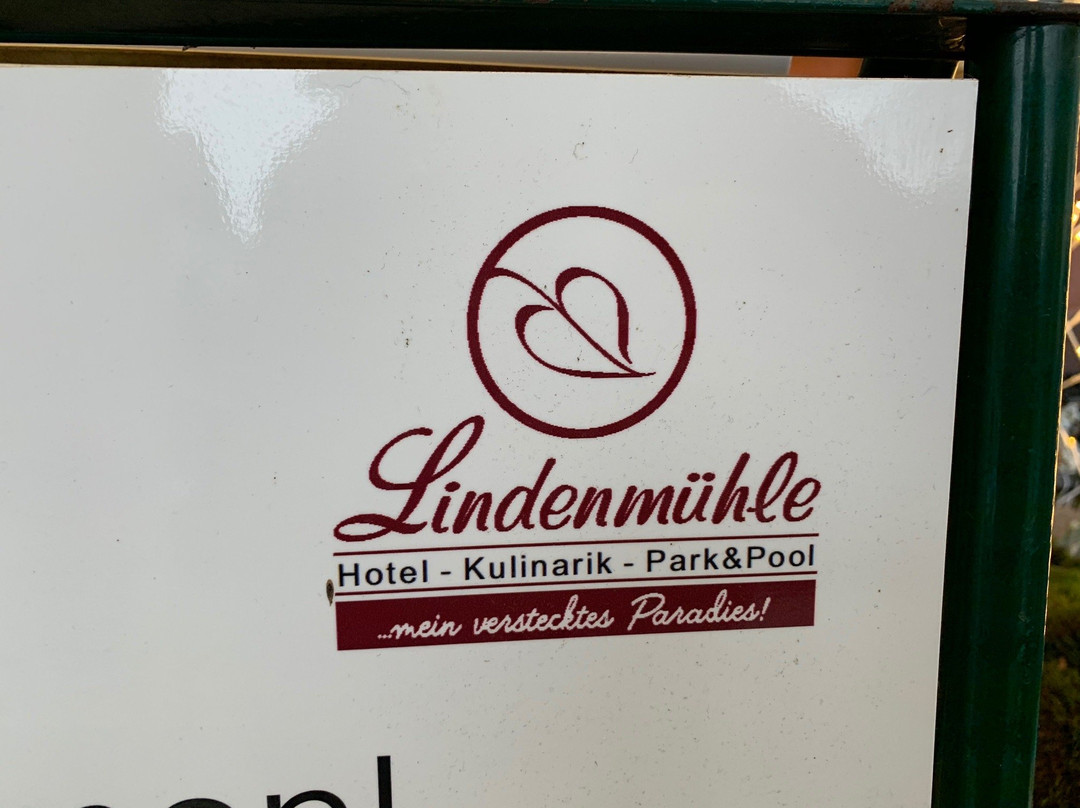 Lindenmühle
Hotel - Kulinarik - Park&Pool
...mein verstecktes Paradies!